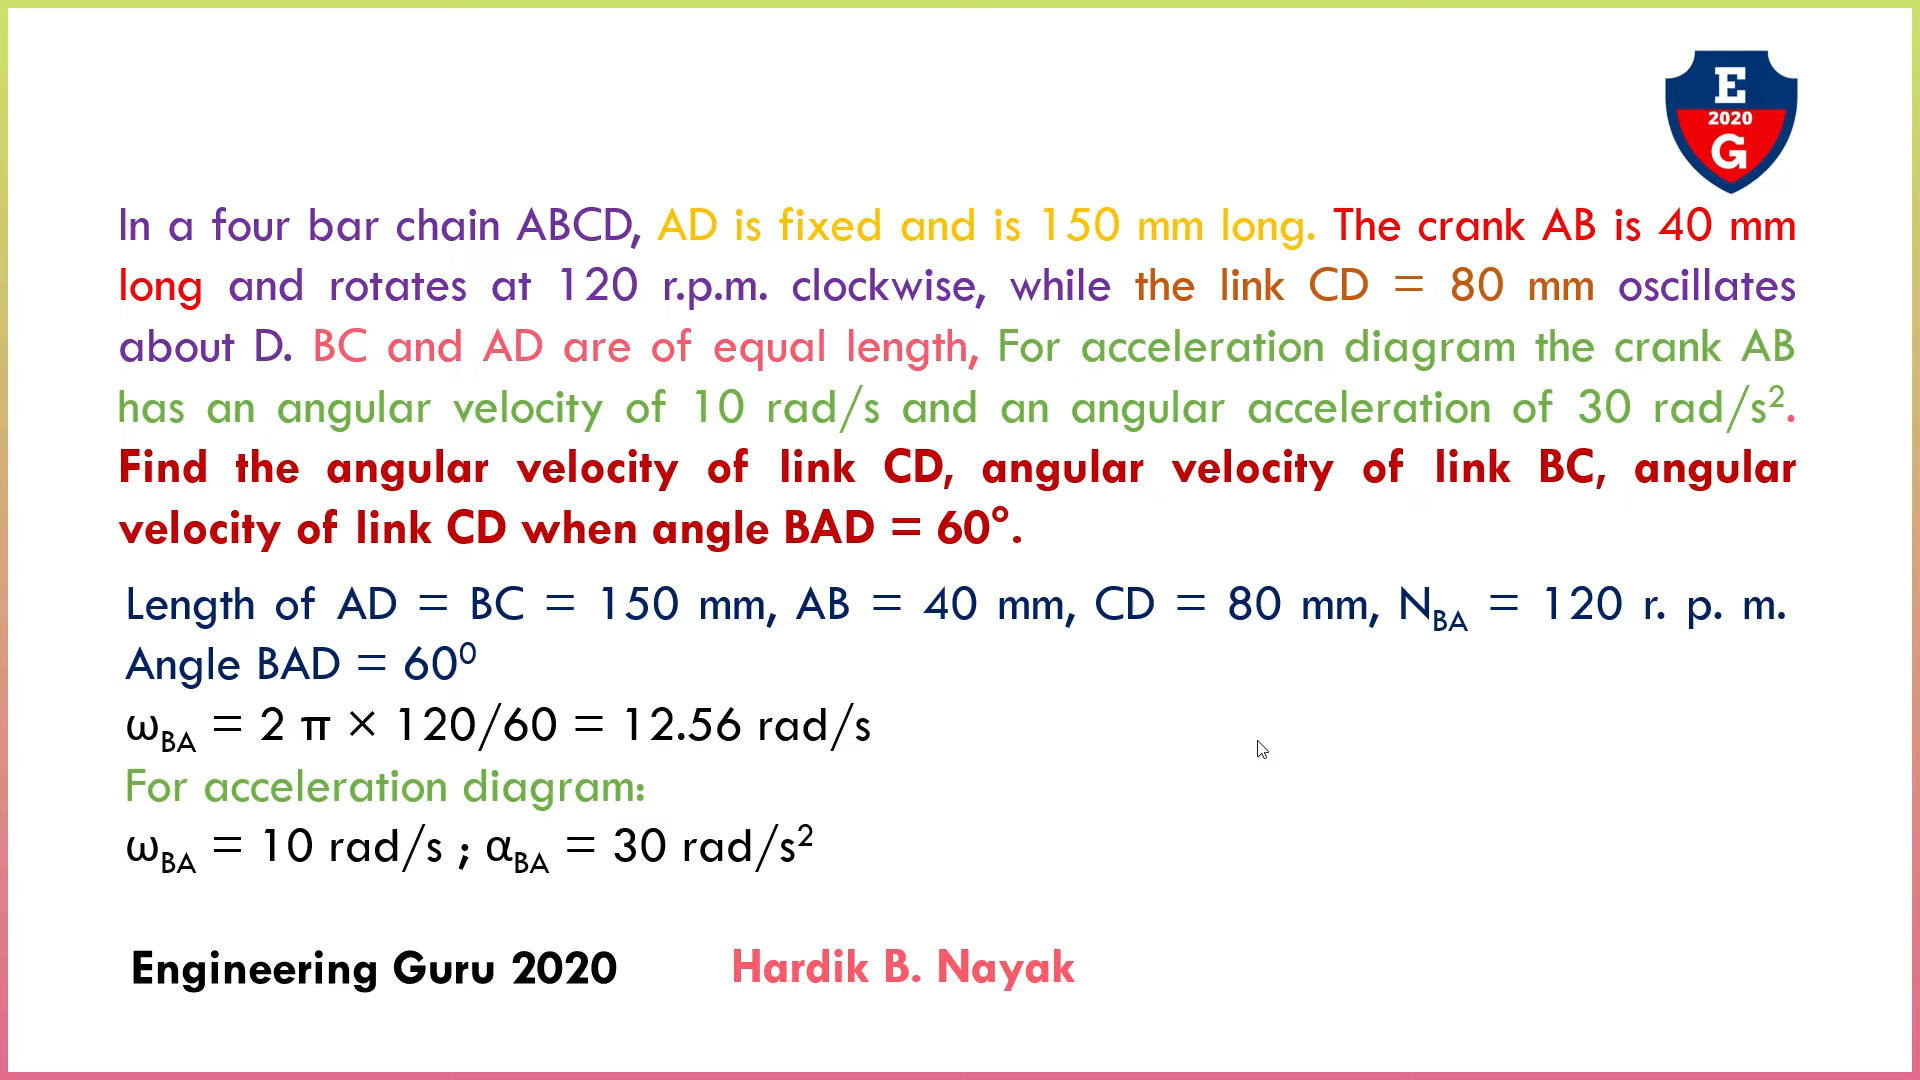 E
2020
G
In a four bar chain ABCD, AD is fixed and is 150 mm long. The crank AB is 40 mm
long and rotates at 120 r.p.m. clockwise, while the link CD = 80 mm oscillates
about D. BC and AD are of equal length, For acceleration diagram the crank AB
has an angular velocity of 10 rad/s and an angular acceleration of 30 rad/s².
Find the angular velocity of link CD, angular velocity of link BC, angular
velocity of link CD when angle BAD = 60°.
Length of AD = BC = 150 mm, AB = 40 mm, CD = 80 mm, N_BA = 120 r. p. m.
Angle BAD = 60⁰
ω_BA = 2 π × 120/60 = 12.56 rad/s
For acceleration diagram:
ω_BA = 10 rad/s ; α_BA = 30 rad/s²
Engineering Guru 2020 Hardik B. Nayak